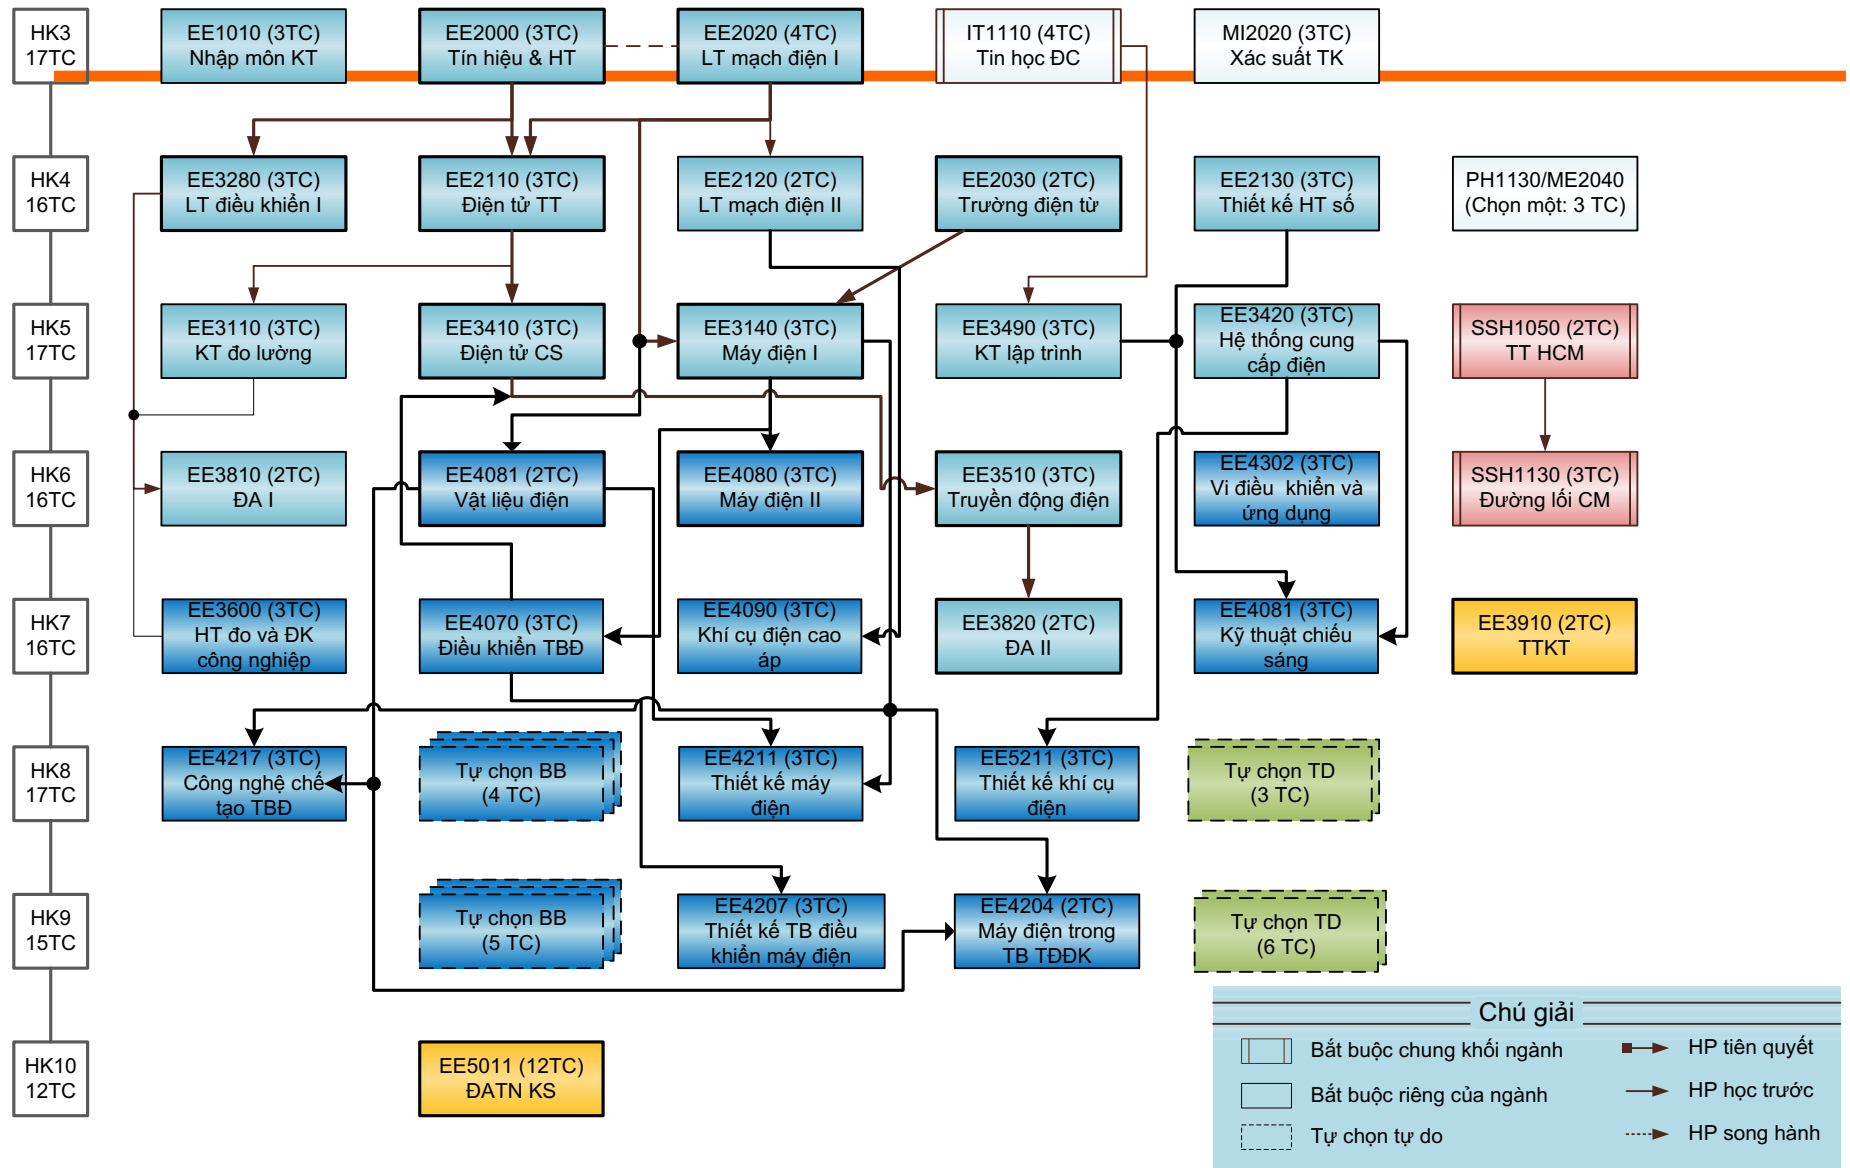 HK3
17TC
EE1010 (3TC)
Nhập môn KT
EE2000 (3TC)
Tín hiệu & HT
EE2020 (4TC)
LT mạch điện I
IT1110 (4TC)
Tin học ĐC
MI2020 (3TC)
Xác suất TK
HK4
16TC
EE3280 (3TC)
LT điều khiển I
EE2110 (3TC)
Điện tử TT
EE2120 (2TC)
LT mạch điện II
EE2030 (2TC)
Trường điện từ
EE2130 (3TC)
Thiết kế HT số
PH1130/ME2040
(Chọn một: 3 TC)
HK5
17TC
EE3110 (3TC)
KT đo lường
EE3410 (3TC)
Điện tử CS
EE3140 (3TC)
Máy điện I
EE3490 (3TC)
KT lập trình
EE3420 (3TC)
Hệ thống cung
cấp điện
SSH1050 (2TC)
TT HCM
HK6
16TC
EE3810 (2TC)
ĐA I
EE4081 (2TC)
Vật liệu điện
EE4080 (3TC)
Máy điện II
EE3510 (3TC)
Truyền động điện
EE4302 (3TC)
Vi điều khiển và
ứng dụng
SSH1130 (3TC)
Đường lối CM
HK7
16TC
EE3600 (3TC)
HT đo và ĐK
công nghiệp
EE4070 (3TC)
Điều khiển TBĐ
EE4090 (3TC)
Khí cụ điện cao
áp
EE3820 (2TC)
ĐA II
EE4081 (3TC)
Kỹ thuật chiếu
sáng
EE3910 (2TC)
TTKT
HK8
17TC
EE4217 (3TC)
Công nghệ chế
tạo TBĐ
Tự chọn BB
(4 TC)
EE4211 (3TC)
Thiết kế máy
điện
EE5211 (3TC)
Thiết kế khí cụ
điện
Tự chọn TD
(3 TC)
HK9
15TC
Tự chọn BB
(5 TC)
EE4207 (3TC)
Thíết kế TB điều
khiển máy điện
EE4204 (2TC)
Máy điện trong
TB TĐĐK
Tự chọn TD
(6 TC)
HK10
12TC
EE5011 (12TC)
ĐATN KS
Chú giải
Bắt buộc chung khối ngành
HP tiên quyết
Bắt buộc riêng của ngành
HP học trước
Tự chọn tự do
HP song hành